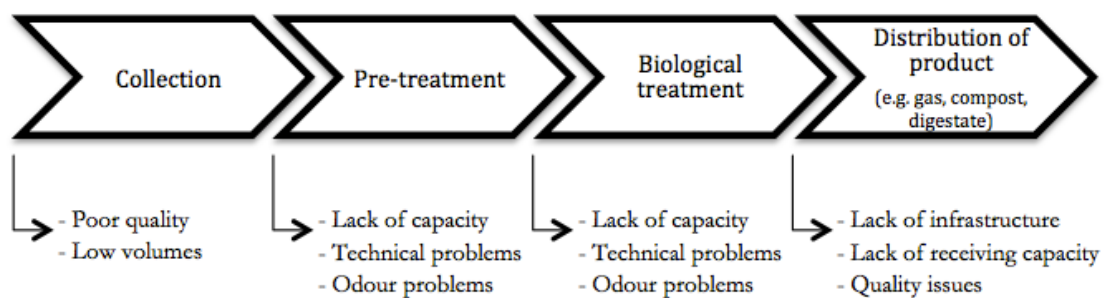 Collection
Pre-treatment
Biological
treatment
Distribution of
product
(e.g. gas, compost,
digestate)
- Poor quality
- Low volumes
- Lack of capacity
- Technical problems
- Odour problems
- Lack of capacity
- Technical problems
- Odour problems
- Lack of infrastructure
- Lack of receiving capacity
- Quality issues